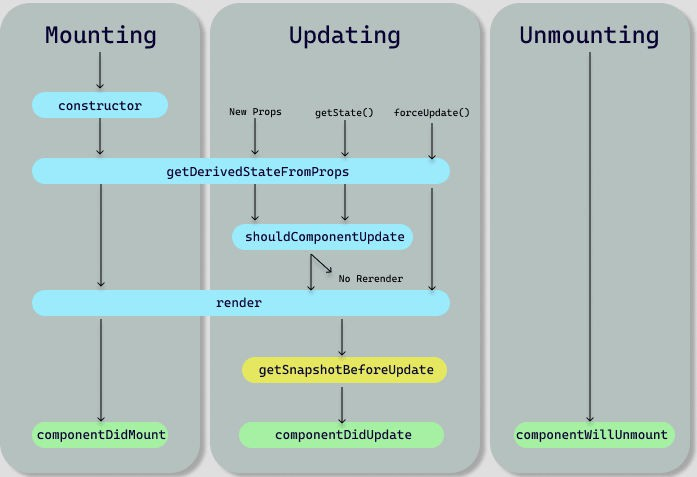 Mounting
Updating
Unmounting
constructor
New Props
getState()
forceUpdate()
getDerivedStateFromProps
shouldComponentUpdate
No Rerender
render
getSnapshotBeforeUpdate
componentDidMount
componentDidUpdate
componentWillUnmount